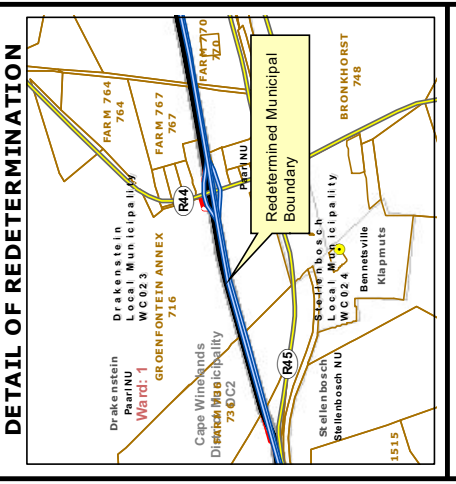 DETAIL OF REDETERMINATION
FARM 764
764
FARM 767
767
FARM 770
770
BRONKHORST
748
R44
Paarl NU
Redetermined Municipal
Boundary
Drakenstein
Local Municipality
WC023
GROENFONTEIN ANNEX
716
Drakenstein
Paarl NU
Ward: 1
Cape Winelands
District Municipality
DC2
736
R45
Stellenbosch
Local Municipality
WC024
Bennetsville
Klapmuts
Stellenbosch
Stellenbosch NU
1515